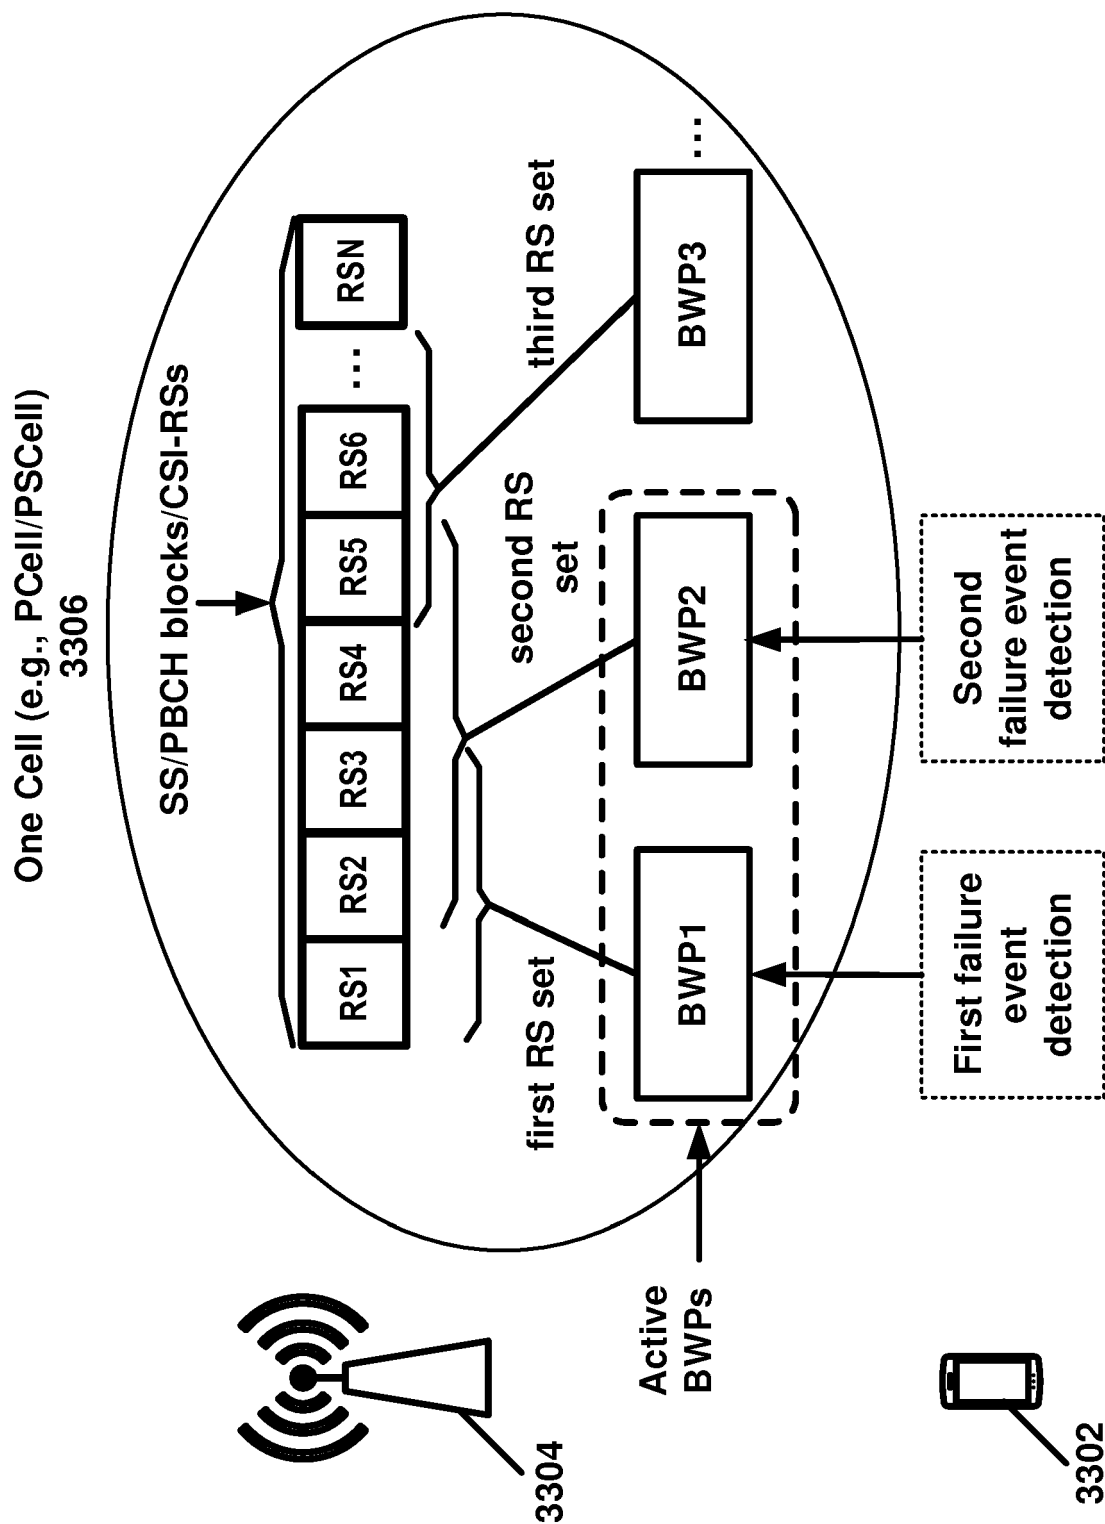 One Cell (e.g., PCell/PSCell)
3306
SS/PBCH blocks/CSI-RSs
RS1
RS2
RS3
RS4
RS5
RS6
...
RSN
first RS set
second RS
set
third RS set
BWP1
BWP2
BWP3
...
Active
BWPs
First failure
event
detection
Second
failure event
detection
3304
3302